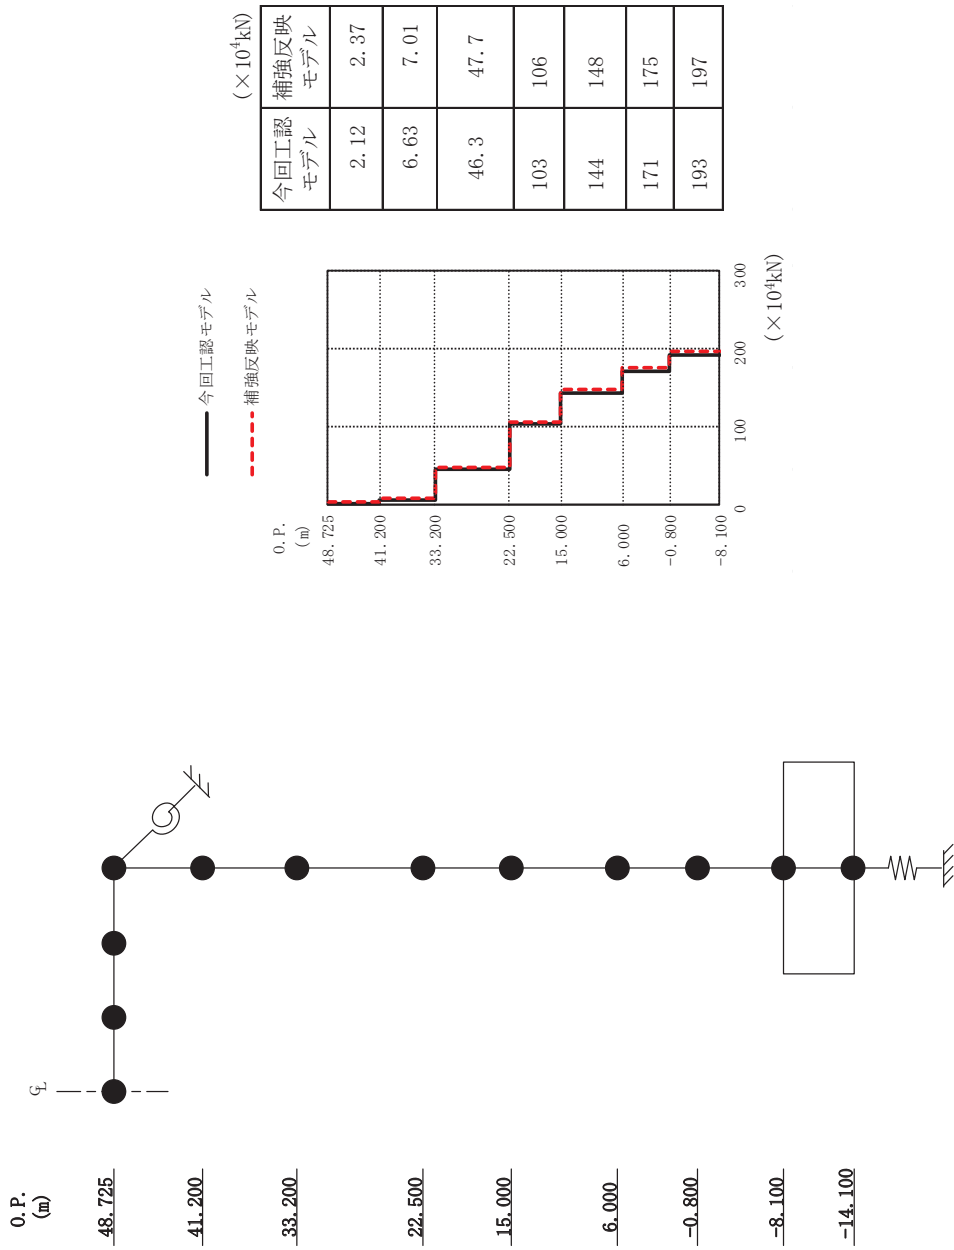 O.P.
(m)
48.725
41.200
33.200
22.500
15.000
6.000
-0.800
-8.100
-14.100
℄
今回工認モデル
補強反映モデル
O.P.
(m)
48.725
41.200
33.200
22.500
15.000
6.000
-0.800
-8.100
0 100 200 300
(×10⁴kN)
(×10⁴kN)
今回工認 補強反映
モデル モデル
2.12 2.37
6.63 7.01
46.3 47.7
103 106
144 148
171 175
193 197